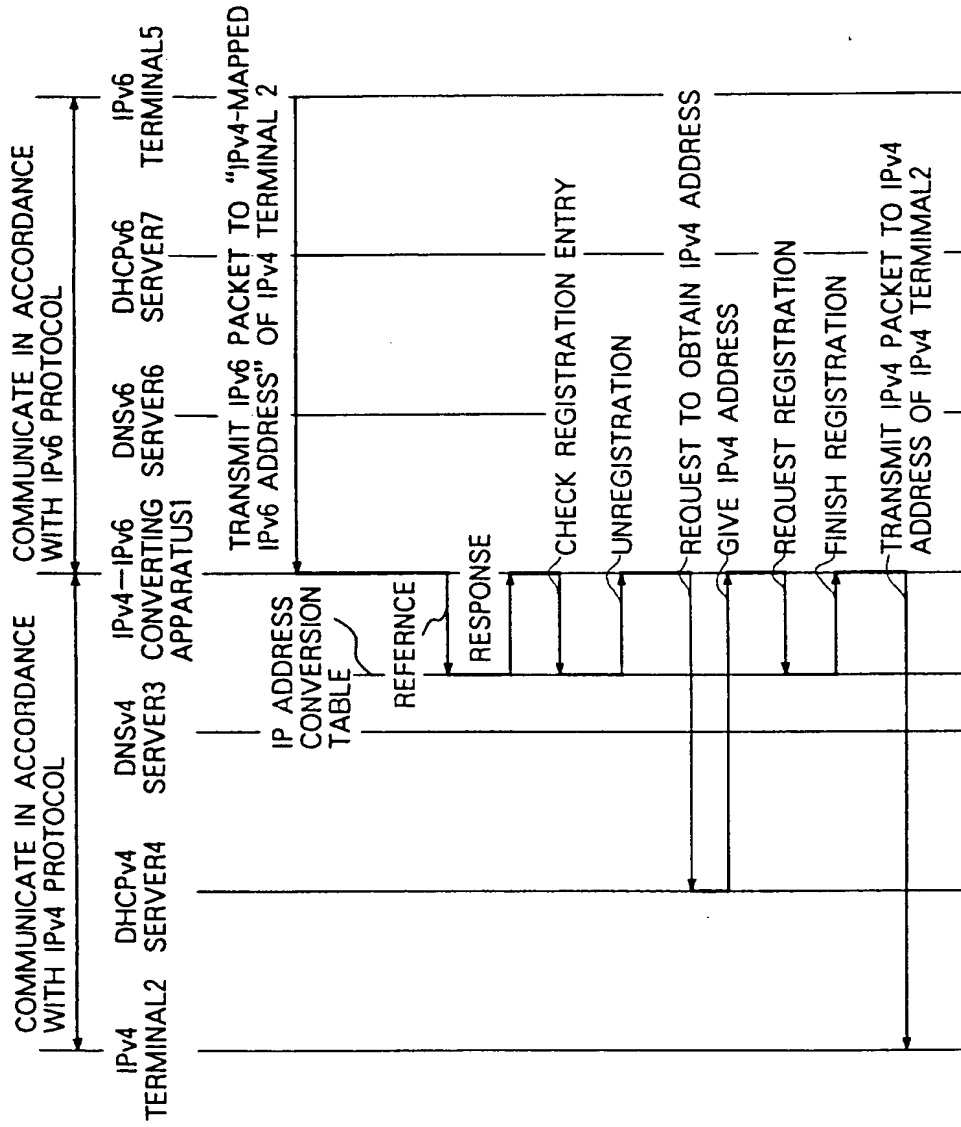 COMMUNICATE IN ACCORDANCE
WITH IPv4 PROTOCOL
COMMUNICATE IN ACCORDANCE
WITH IPv6 PROTOCOL
IPv4
TERMINAL2
DHCPv4
SERVER4
DNSv4
SERVER3
IPv4—IPv6
CONVERTING
APPARATUS1
DNSv6
SERVER6
DHCPv6
SERVER7
IPv6
TERMINAL5
TRANSMIT IPv6 PACKET TO "IPv4-MAPPED
IPv6 ADDRESS" OF IPv4 TERMINAL 2
IP ADDRESS
CONVERSION
TABLE
REFERNCE
RESPONSE
CHECK REGISTRATION ENTRY
UNREGISTRATION
REQUEST TO OBTAIN IPv4 ADDRESS
GIVE IPv4 ADDRESS
REQUEST REGISTRATION
FINISH REGISTRATION
TRANSMIT IPv4 PACKET TO IPv4
ADDRESS OF IPv4 TERMIMAL2